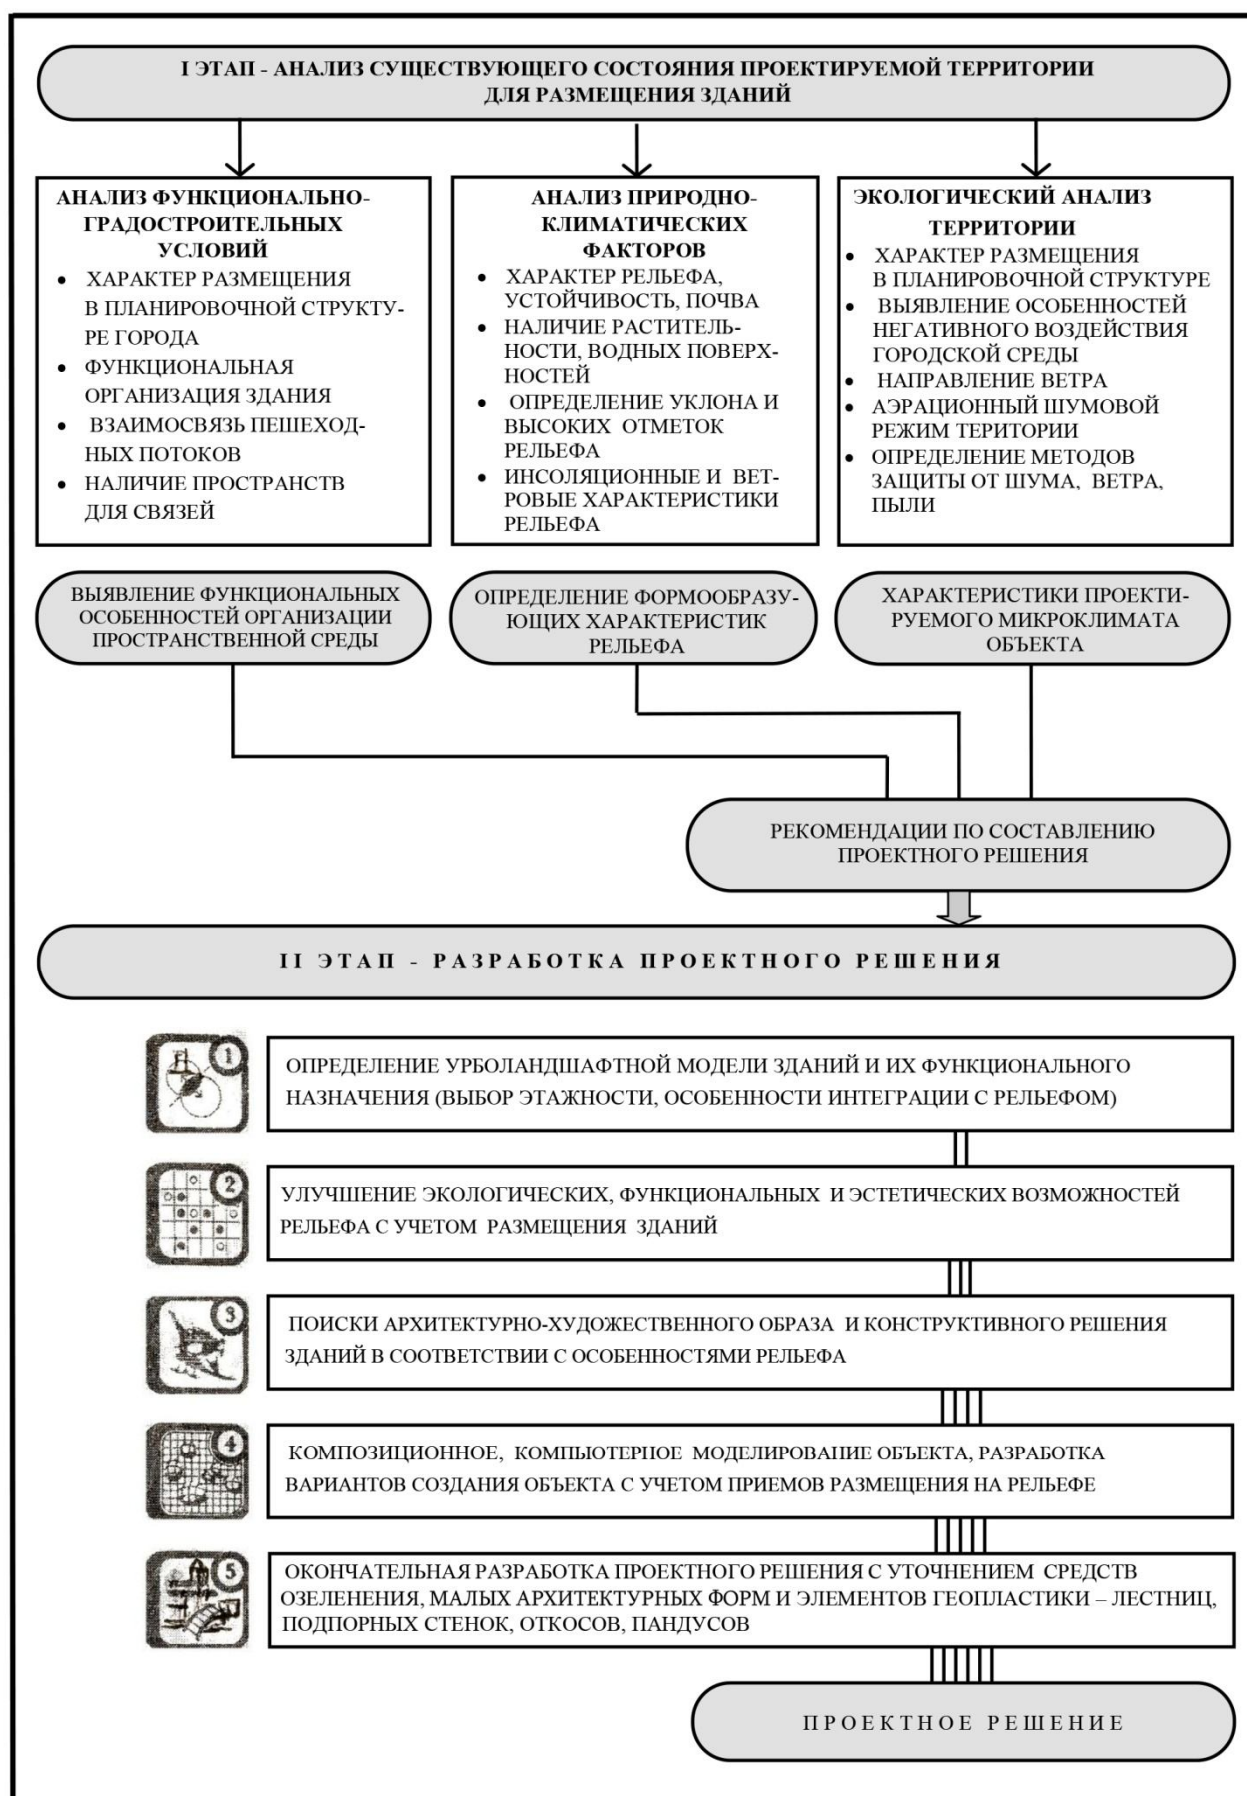 I ЭТАП - АНАЛИЗ СУЩЕСТВУЮЩЕГО СОСТОЯНИЯ ПРОЕКТИРУЕМОЙ ТЕРРИТОРИИ
ДЛЯ РАЗМЕЩЕНИЯ ЗДАНИЙ
АНАЛИЗ ФУНКЦИОНАЛЬНО-
ГРАДОСТРОИТЕЛЬНЫХ
УСЛОВИЙ
• ХАРАКТЕР РАЗМЕЩЕНИЯ
В ПЛАНИРОВОЧНОЙ СТРУКТУ-
РЕ ГОРОДА
• ФУНКЦИОНАЛЬНАЯ
ОРГАНИЗАЦИЯ ЗДАНИЯ
• ВЗАИМОСВЯЗЬ ПЕШЕХОД-
НЫХ ПОТОКОВ
• НАЛИЧИЕ ПРОСТРАНСТВ
ДЛЯ СВЯЗЕЙ
АНАЛИЗ ПРИРОДНО-
КЛИМАТИЧЕСКИХ
ФАКТОРОВ
• ХАРАКТЕР РЕЛЬЕФА,
УСТОЙЧИВОСТЬ, ПОЧВА
• НАЛИЧИЕ РАСТИТЕЛЬ-
НОСТИ, ВОДНЫХ ПОВЕРХ-
НОСТЕЙ
• ОПРЕДЕЛЕНИЕ УКЛОНА И
ВЫСОКИХ ОТМЕТОК
РЕЛЬЕФА
• ИНСОЛЯЦИОННЫЕ И ВЕТ-
РОВЫЕ ХАРАКТЕРИСТИКИ
РЕЛЬЕФА
ЭКОЛОГИЧЕСКИЙ АНАЛИЗ
ТЕРРИТОРИИ
• ХАРАКТЕР РАЗМЕЩЕНИЯ
В ПЛАНИРОВОЧНОЙ СТРУКТУРЕ
• ВЫЯВЛЕНИЕ ОСОБЕННОСТЕЙ
НЕГАТИВНОГО ВОЗДЕЙСТВИЯ
ГОРОДСКОЙ СРЕДЫ
• НАПРАВЛЕНИЕ ВЕТРА
• АЭРАЦИОННЫЙ ШУМОВОЙ
РЕЖИМ ТЕРИТОРИИ
• ОПРЕДЕЛЕНИЕ МЕТОДОВ
ЗАЩИТЫ ОТ ШУМА, ВЕТРА,
ПЫЛИ
ВЫЯВЛЕНИЕ ФУНКЦИОНАЛЬНЫХ
ОСОБЕННОСТЕЙ ОРГАНИЗАЦИИ
ПРОСТРАНСТВЕННОЙ СРЕДЫ
ОПРЕДЕЛЕНИЕ ФОРМООБРАЗУ-
ЮЩИХ ХАРАКТЕРИСТИК
РЕЛЬЕФА
ХАРАКТЕРИСТИКИ ПРОЕКТИ-
РУЕМОГО МИКРОКЛИМАТА
ОБЪЕКТА
РЕКОМЕНДАЦИИ ПО СОСТАВЛЕНИЮ
ПРОЕКТНОГО РЕШЕНИЯ
II ЭТАП - РАЗРАБОТКА ПРОЕКТНОГО РЕШЕНИЯ
1
ОПРЕДЕЛЕНИЕ УРБОЛАНДШАФТНОЙ МОДЕЛИ ЗДАНИЙ И ИХ ФУНКЦИОНАЛЬНОГО
НАЗНАЧЕНИЯ (ВЫБОР ЭТАЖНОСТИ, ОСОБЕННОСТИ ИНТЕГРАЦИИ С РЕЛЬЕФОМ)
2
УЛУЧШЕНИЕ ЭКОЛОГИЧЕСКИХ, ФУНКЦИОНАЛЬНЫХ И ЭСТЕТИЧЕСКИХ ВОЗМОЖНОСТЕЙ
РЕЛЬЕФА С УЧЕТОМ РАЗМЕЩЕНИЯ ЗДАНИЙ
3
ПОИСКИ АРХИТЕКТУРНО-ХУДОЖЕСТВЕННОГО ОБРАЗА И КОНСТРУКТИВНОГО РЕШЕНИЯ
ЗДАНИЙ В СООТВЕТСТВИИ С ОСОБЕННОСТЯМИ РЕЛЬЕФА
4
КОМПОЗИЦИОННОЕ, КОМПЬЮТЕРНОЕ МОДЕЛИРОВАНИЕ ОБЪЕКТА, РАЗРАБОТКА
ВАРИАНТОВ СОЗДАНИЯ ОБЪЕКТА С УЧЕТОМ ПРИЕМОВ РАЗМЕЩЕНИЯ НА РЕЛЬЕФЕ
5
ОКОНЧАТЕЛЬНАЯ РАЗРАБОТКА ПРОЕКТНОГО РЕШЕНИЯ С УТОЧНЕНИЕМ СРЕДСТВ
ОЗЕЛЕНЕНИЯ, МАЛЫХ АРХИТЕКТУРНЫХ ФОРМ И ЭЛЕМЕНТОВ ГЕОПЛАСТИКИ – ЛЕСТНИЦ,
ПОДПОРНЫХ СТЕНОК, ОТКОСОВ, ПАНДУСОВ
ПРОЕКТНОЕ РЕШЕНИЕ